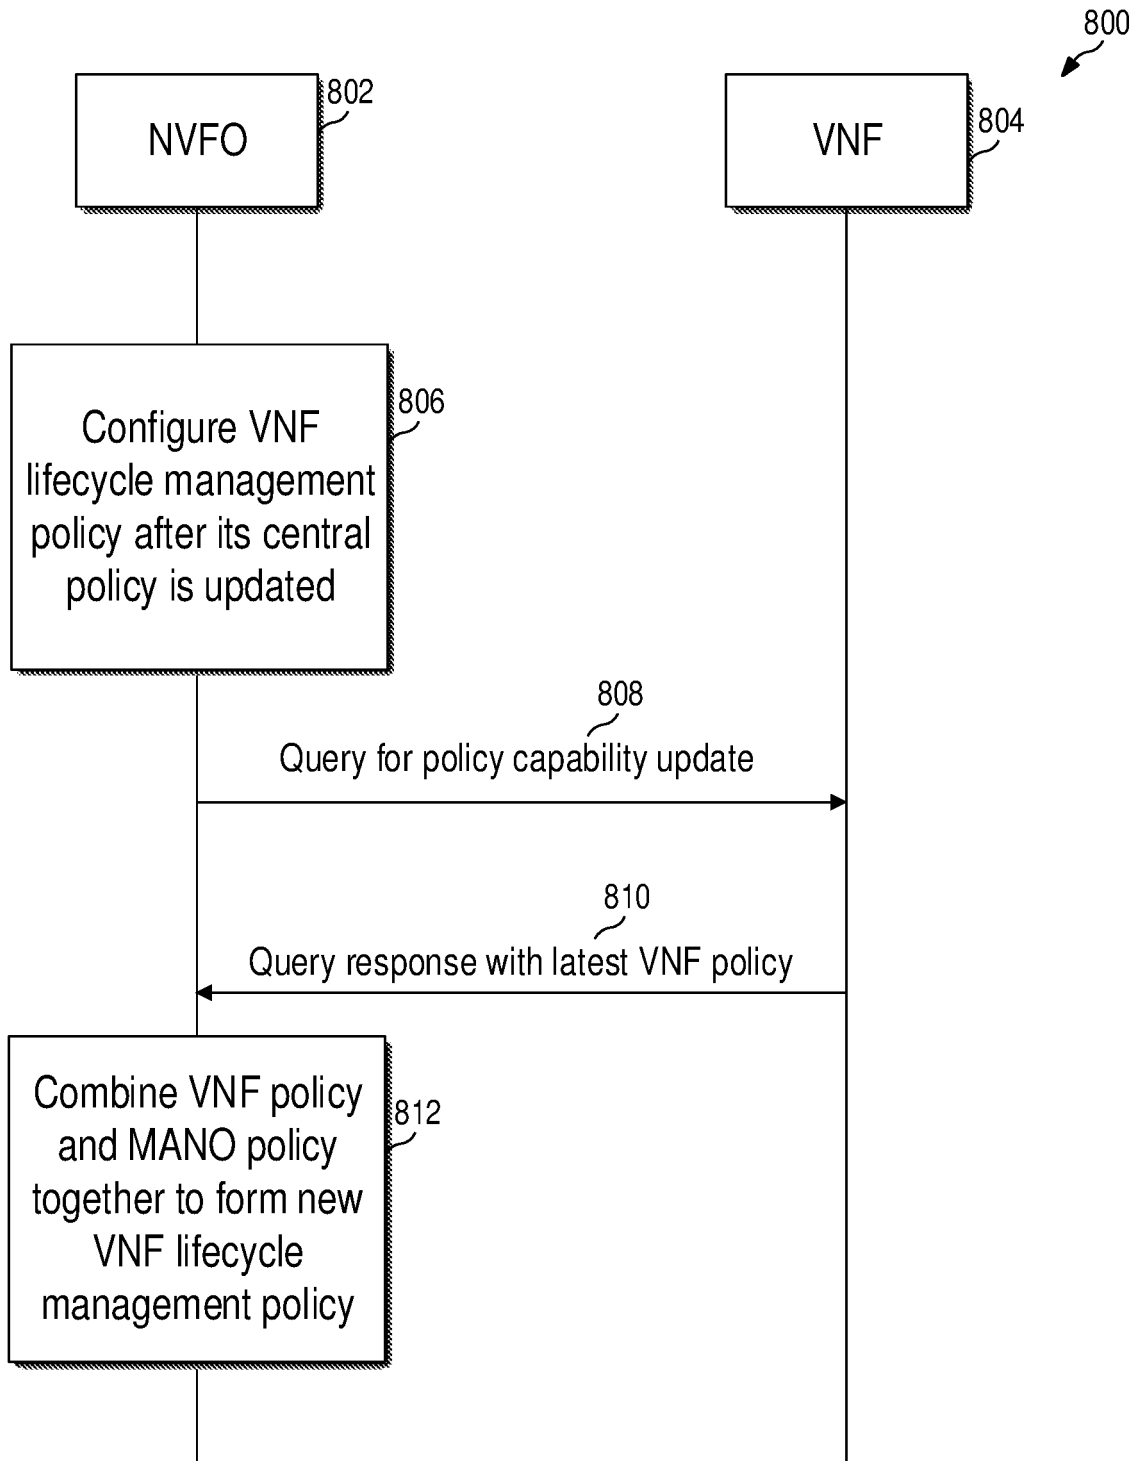 800
802
NVFO
804
VNF
806
Configure VNF
lifecycle management
policy after its central
policy is updated
808
Query for policy capability update
810
Query response with latest VNF policy
812
Combine VNF policy
and MANO policy
together to form new
VNF lifecycle
management policy